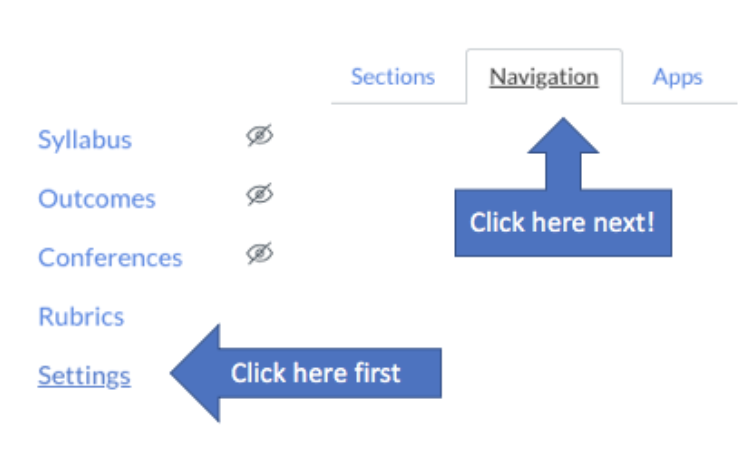 Sections Navigation Apps
Syllabus
Outcomes
Conferences
Rubrics
Settings
Click here next!
Click here first